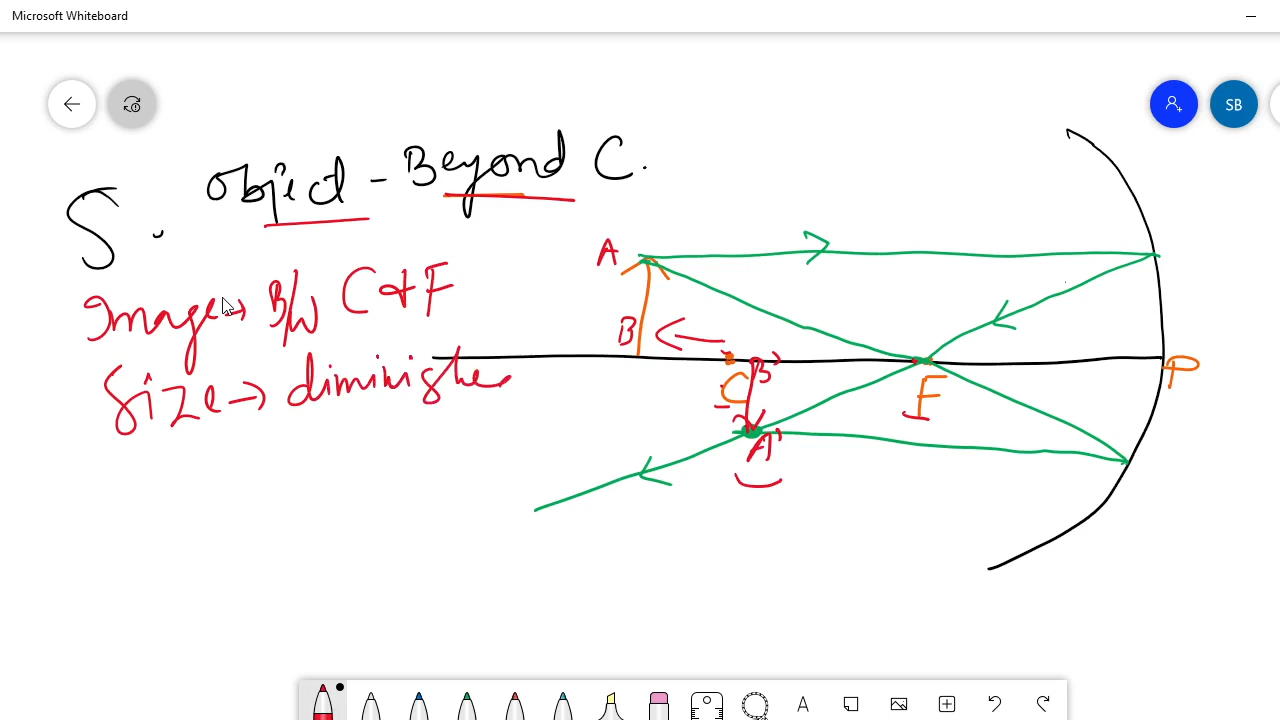 Microsoft Whiteboard
SB
5. Object - Beyond C.
Image → B/w C & F
Size → diminishe
A
B
C
B'
A'
F
P
A